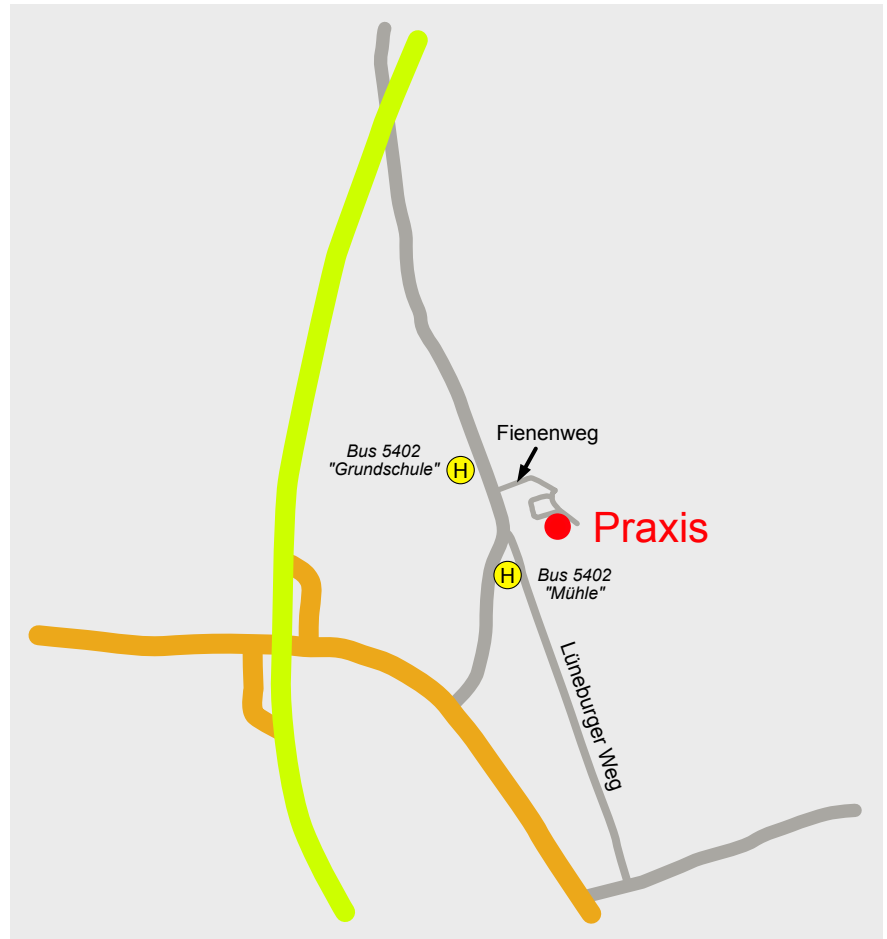 Fienenweg
Bus 5402
"Grundschule"
H
Praxis
H
Bus 5402
"Mühle"
Lüneburger Weg